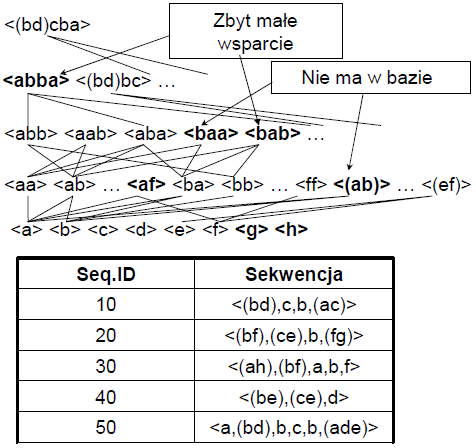 <(bd)cba>
Zbyt małe
wsparcie
<abba> <(bd)bc> ...
Nie ma w bazie
<abb> <aab> <aba> <baa> <bab> ...
<aa> <ab> ... <af> <ba> <bb> ... <ff> <(ab)> ... <(ef)>
<a> <b> <c> <d> <e> <f> <g> <h>
Seq.ID Sekwencja
10 <(bd),c,b,(ac)>
20 <(bf),(ce),b,(fg)>
30 <(ah),(bf),a,b,f>
40 <(be),(ce),d>
50 <a,(bd),b,c,b,(ade)>